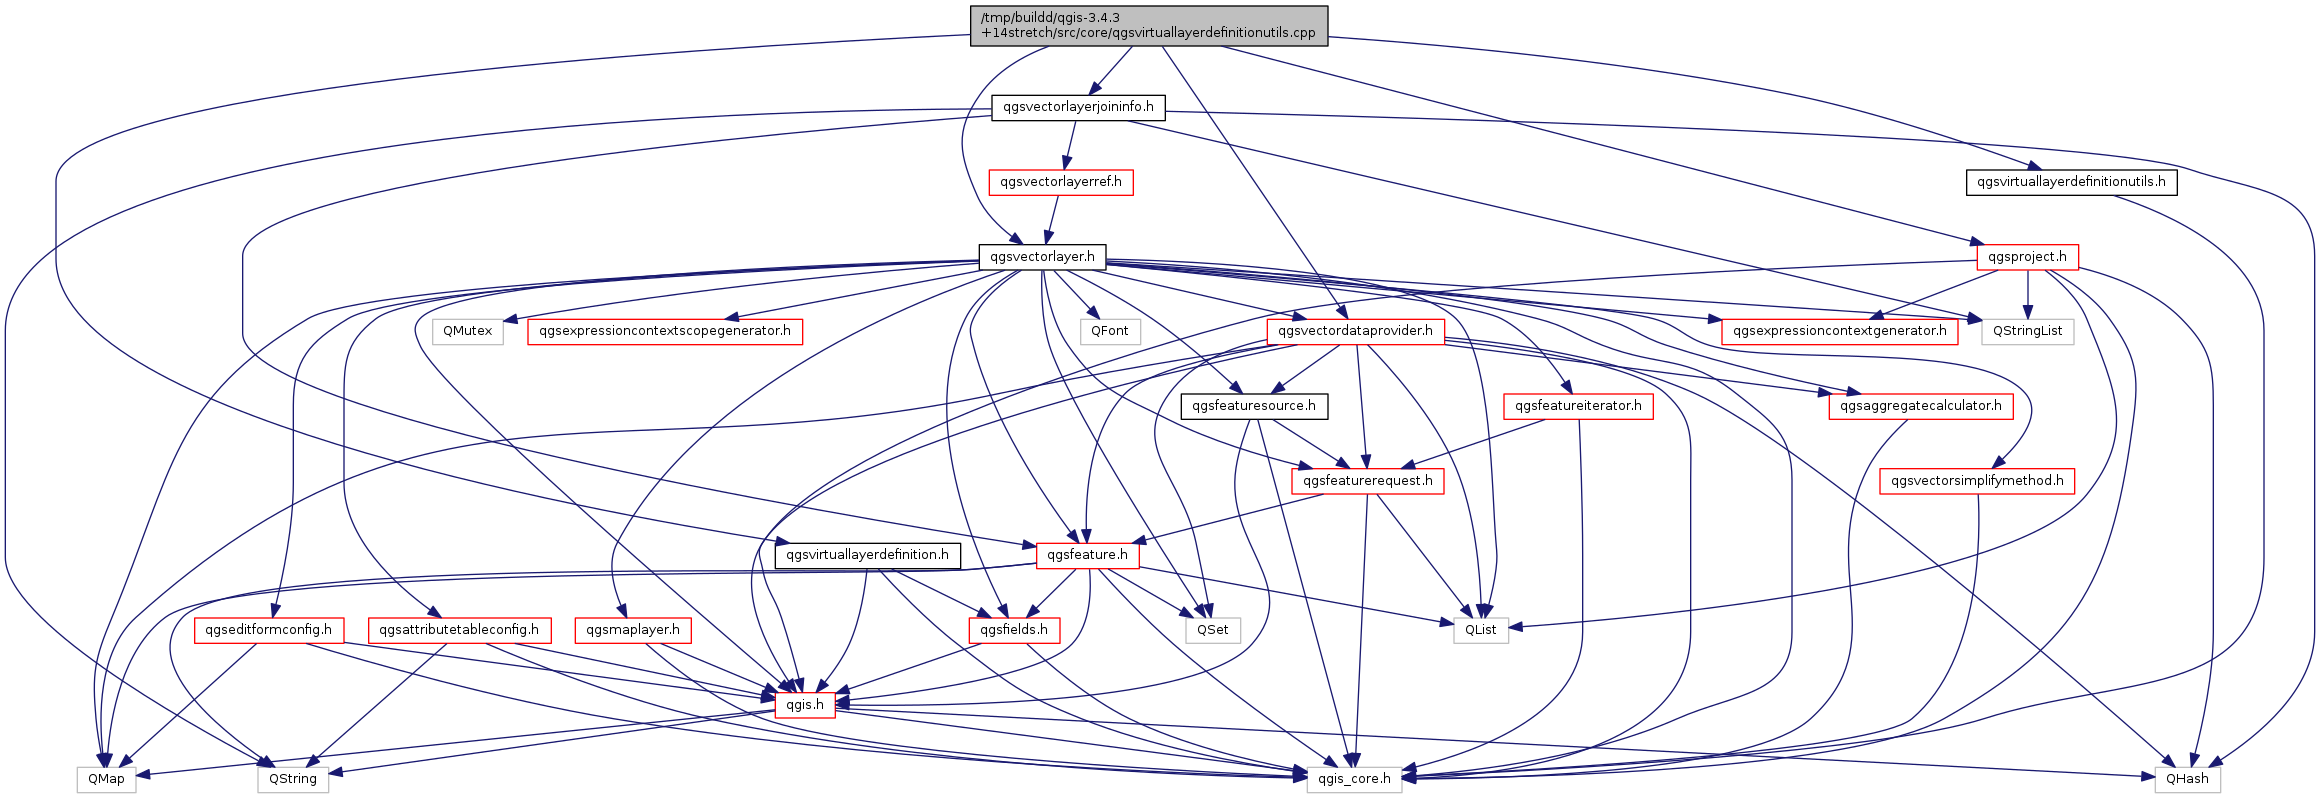 /tmp/buildd/qgis-3.4.3
+14stretch/src/core/qgsvirtuallayerdefinitionutils.cpp
qgsvectorlayerjoininfo.h
qgsvectorlayerref.h
qgsvirtuallayerdefinitionutils.h
qgsvectorlayer.h
qgsproject.h
QMutex
qgsexpressioncontextscopegenerator.h
QFont
qgsvectordataprovider.h
qgsexpressioncontextgenerator.h
QStringList
qgsfeaturesource.h
qgsfeatureiterator.h
qgsaggregatecalculator.h
qgsfeaturerequest.h
qgsvectorsimplifymethod.h
qgsvirtuallayerdefinition.h
qgsfeature.h
qgseditformconfig.h
qgsattributetableconfig.h
qgsmaplayer.h
qgsfields.h
QSet
QList
qgis.h
QMap
QString
qgis_core.h
QHash